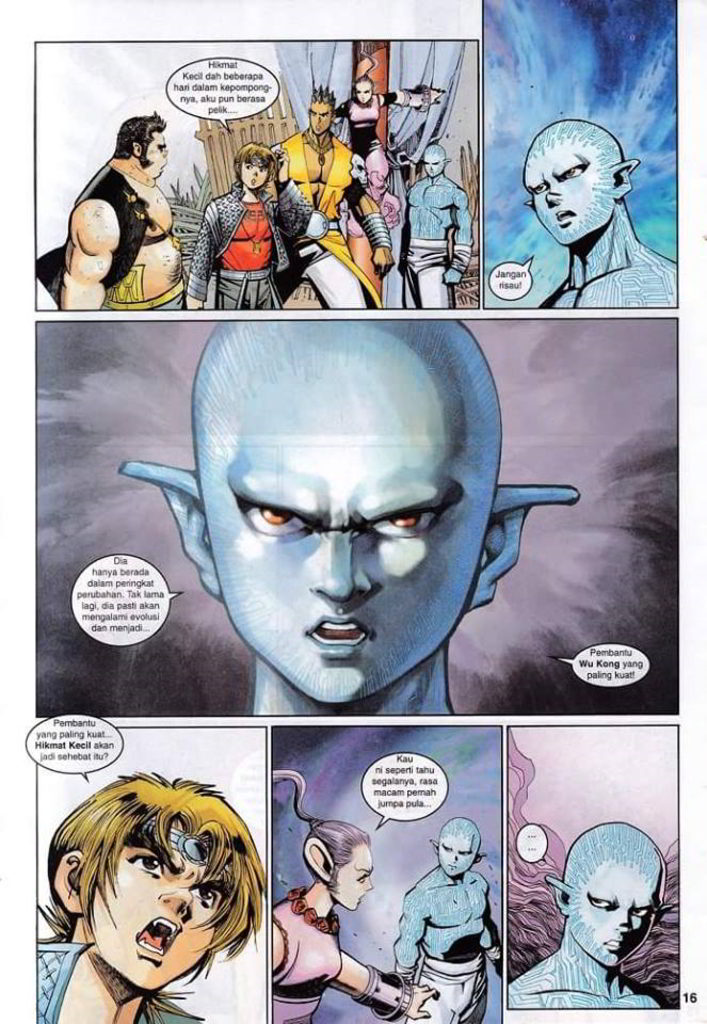 Hikmat
Kecil dah beberapa
hari dalam kepompong-
nya, aku pun berasa
pelik....
Jangan
risau!
Dia
hanya berada
dalam peringkat
perubahan. Tak lama
lagi, dia pasti akan
mengalami evolusi
dan menjadi...
Pembantu
Wu Kong yang
paling kuat!
Pembantu
yang paling kuat...
Hikmat Kecil akan
jadi sehebat itu?
Kau
ni seperti tahu
segalanya, rasa
macam pernah
jumpa pula...
...
...
16